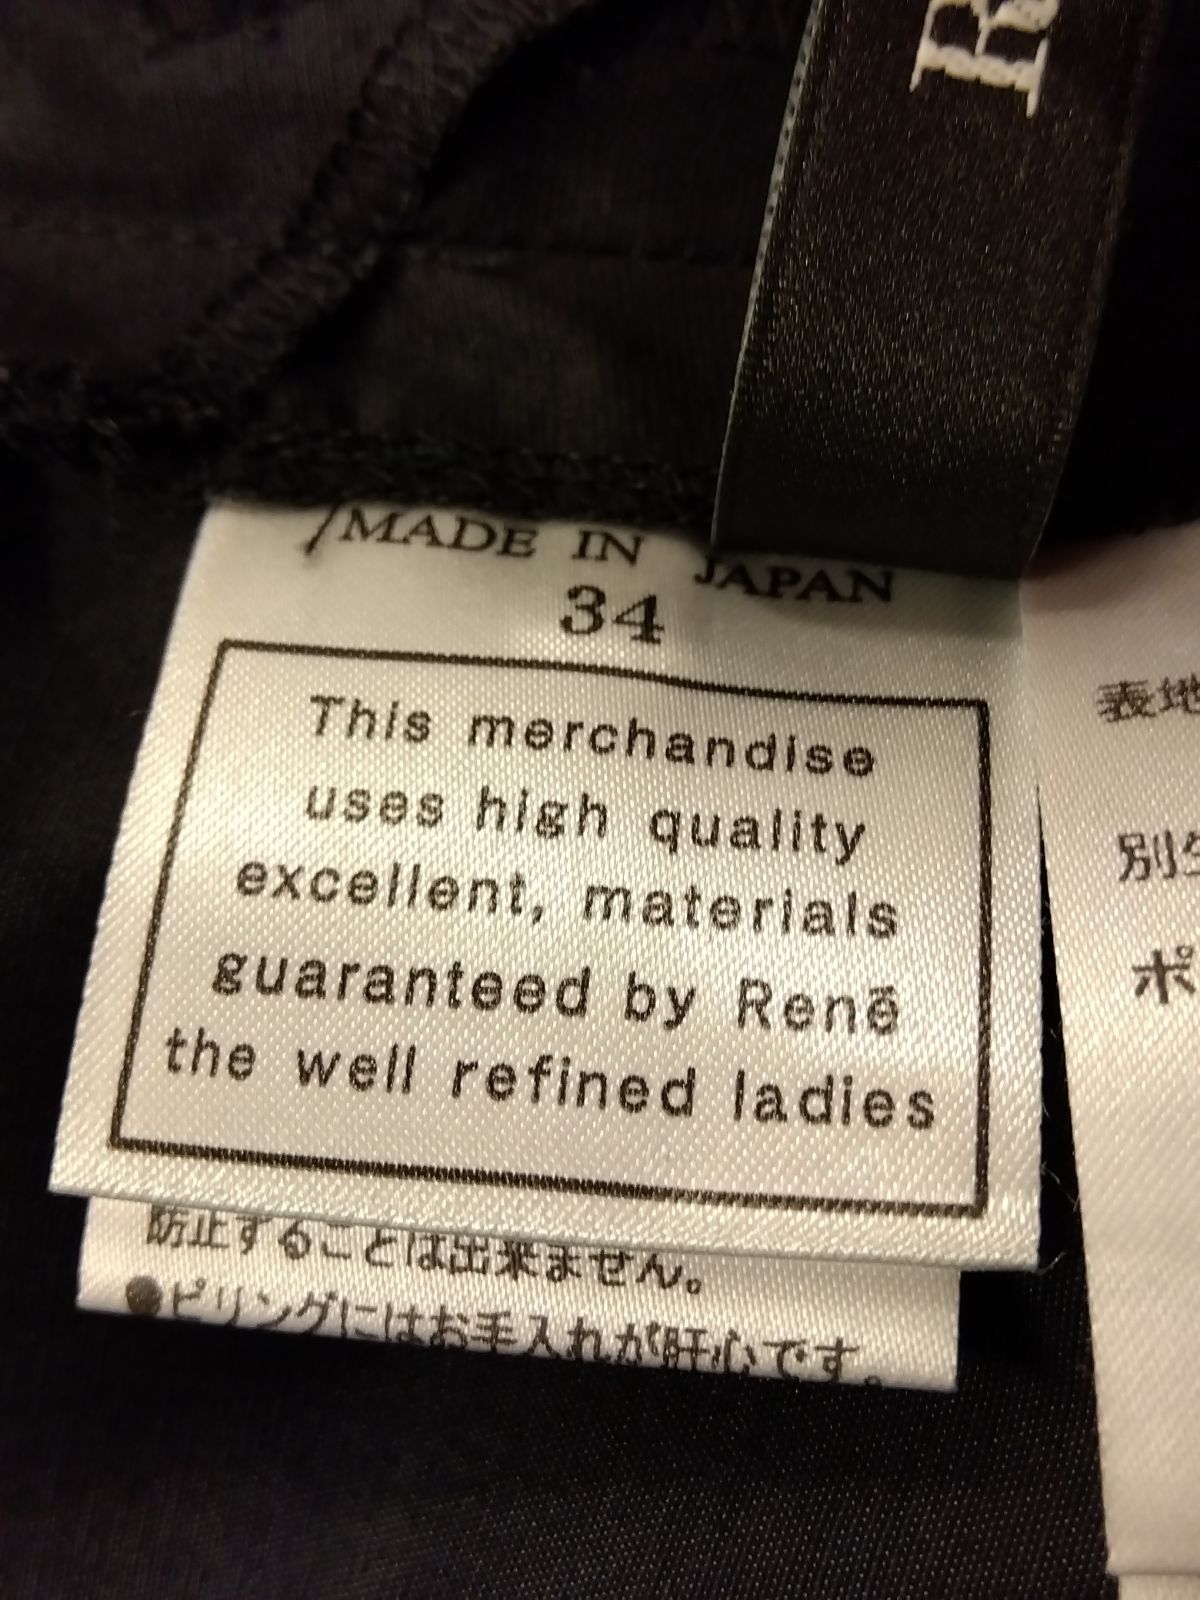 R
MADE IN JAPAN
34
This merchandise
uses high quality
excellent, materials
guaranteed by Renē
the well refined ladies
防止することは出来ません。
●ピリングにはお手入れが肝心です。
表地
別生
ポ